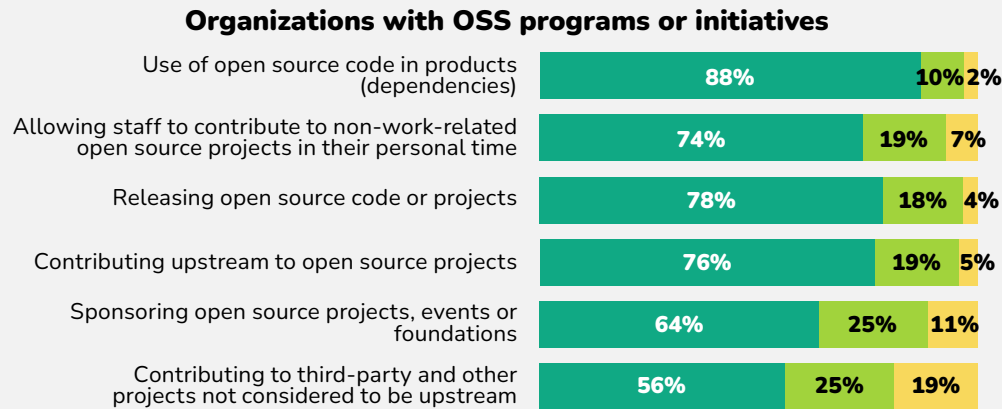 Organizations with OSS programs or initiatives
Use of open source code in products
(dependencies)
88% 10% 2%
Allowing staff to contribute to non-work-related
open source projects in their personal time
74% 19% 7%
Releasing open source code or projects
78% 18% 4%
Contributing upstream to open source projects
76% 19% 5%
Sponsoring open source projects, events or
foundations
64% 25% 11%
Contributing to third-party and other
projects not considered to be upstream
56% 25% 19%